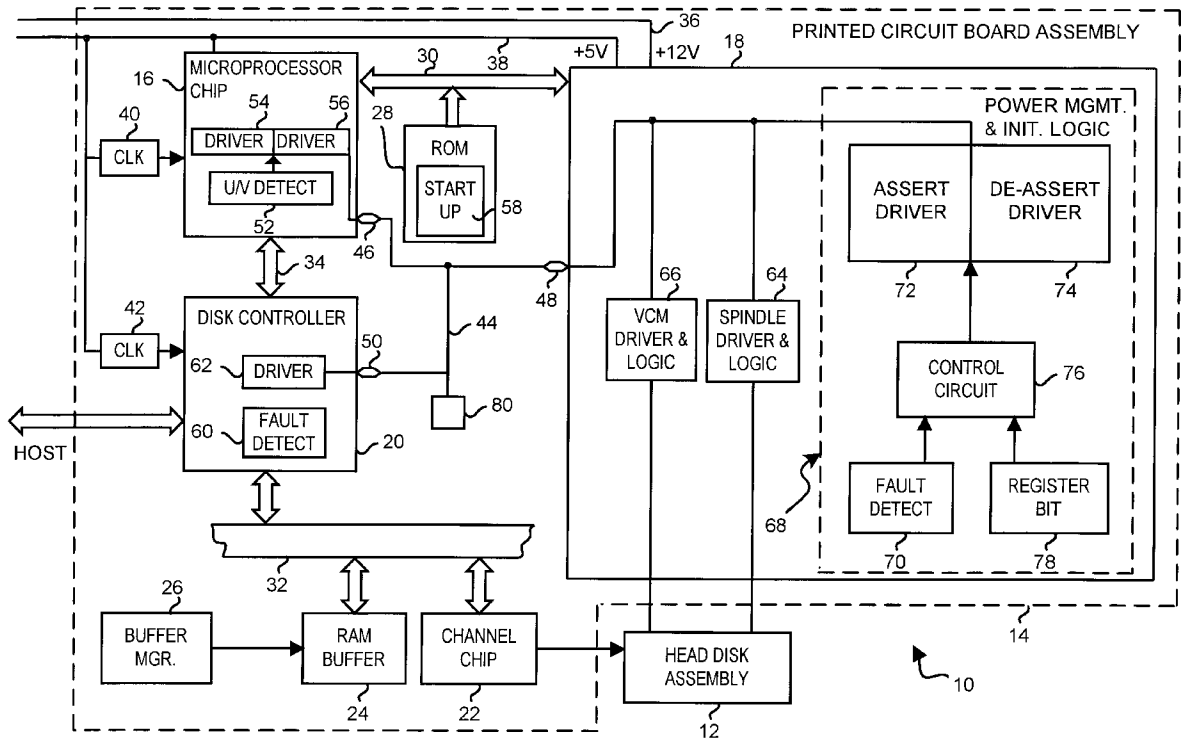 36
PRINTED CIRCUIT BOARD ASSEMBLY
30
38
+5V
+12V
18
16
MICROPROCESSOR
CHIP
54
56
DRIVER
DRIVER
U/V DETECT
52
40
CLK
28
ROM
START
UP
58
POWER MGMT.
& INIT. LOGIC
ASSERT
DRIVER
DE-ASSERT
DRIVER
72
74
46
34
48
42
CLK
DISK CONTROLLER
62
DRIVER
50
44
60
FAULT
DETECT
20
80
HOST
66
64
VCM
DRIVER &
LOGIC
SPINDLE
DRIVER &
LOGIC
CONTROL
CIRCUIT
76
68
FAULT
DETECT
70
REGISTER
BIT
78
32
26
BUFFER
MGR.
RAM
BUFFER
24
CHANNEL
CHIP
22
HEAD DISK
ASSEMBLY
12
14
10